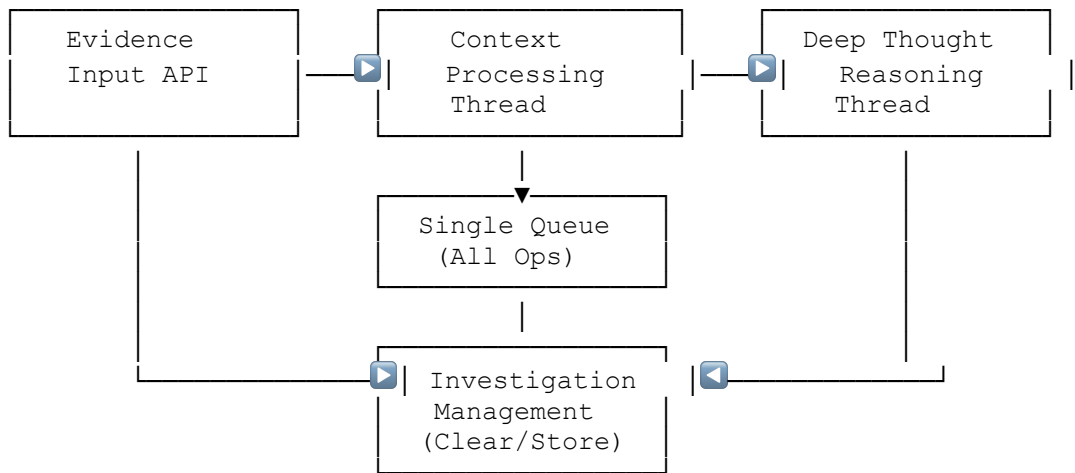 Evidence
Input API
Context
Processing
Thread
Deep Thought
Reasoning
Thread
Single Queue
(All Ops)
Investigation
Management
(Clear/Store)